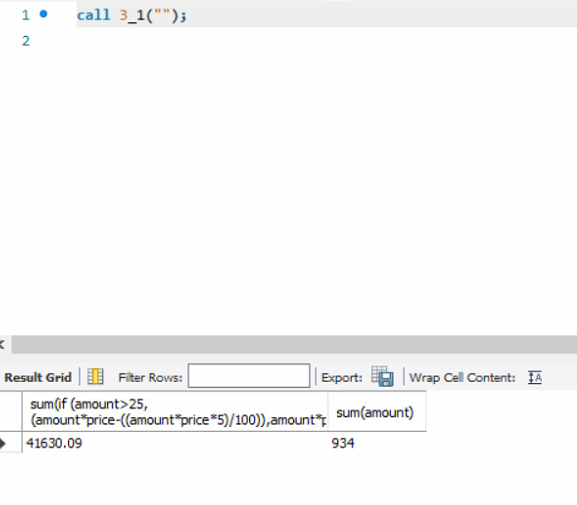 1 call 3_1("");
2
Result Grid Filter Rows: Export: Wrap Cell Content:
sum(if (amount>25,
(amount*price-((amount*price*5)/100)),amount*p
sum(amount)
41630.09 934